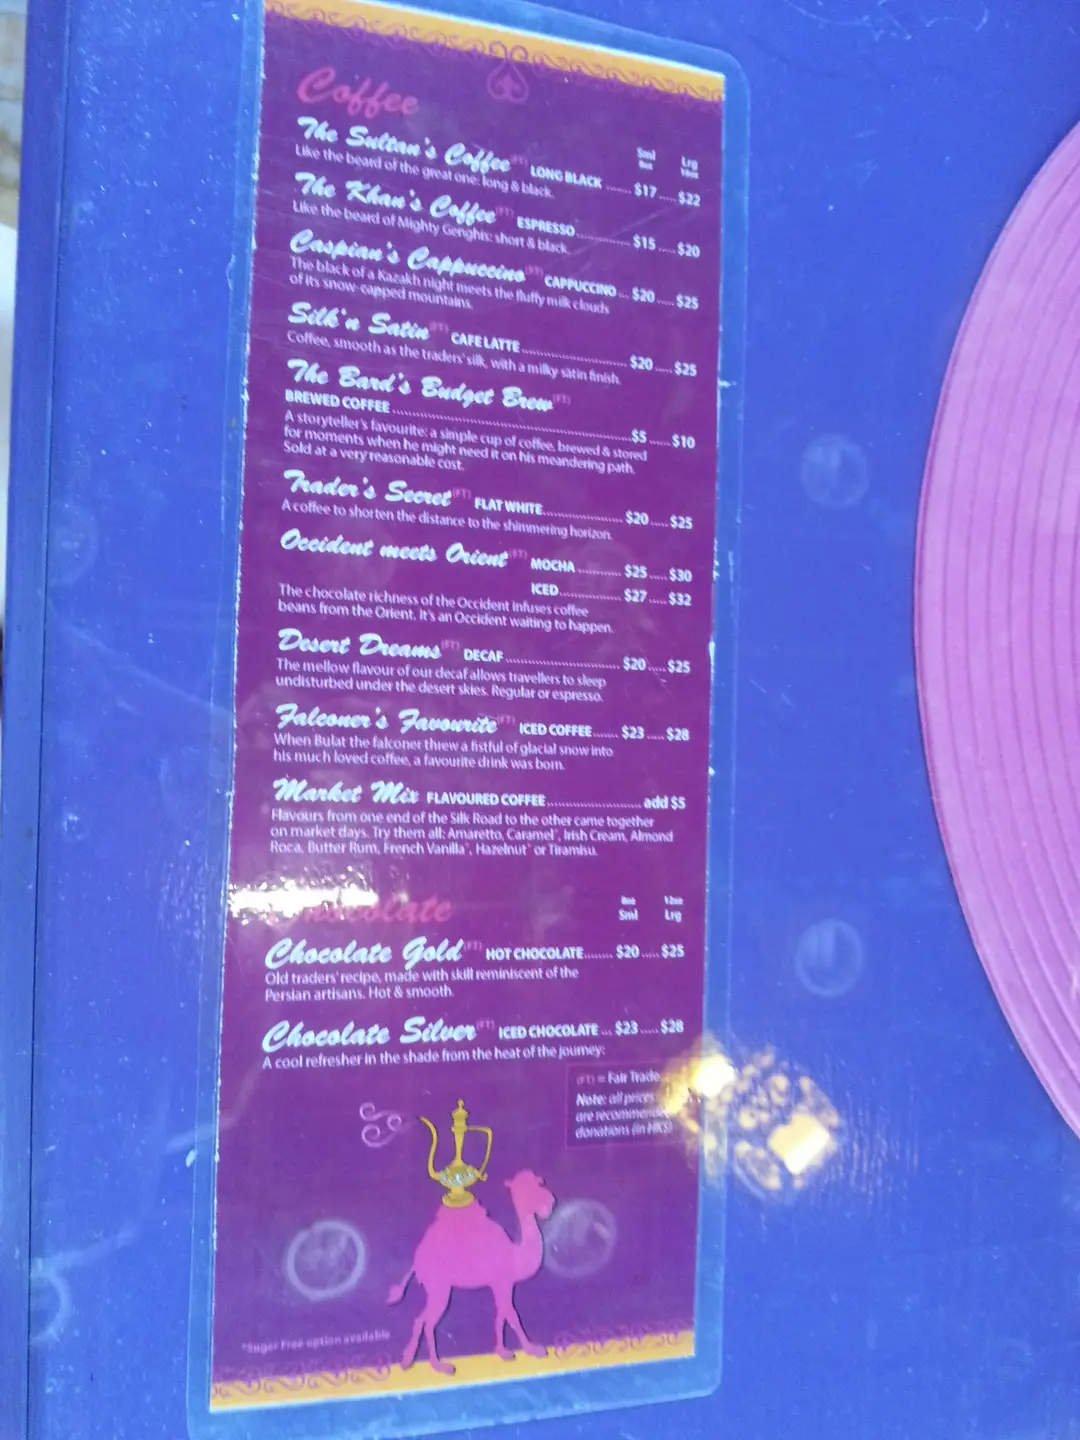 Coffee
Sml Lrg
8oz
The Sultan's Coffee (FT) LONG BLACK ....... $17 ..... $22
Like the beard of the great one: long & black.
The Khan's Coffee (FT) ESPRESSO ............... $15 ..... $20
Like the beard of Mighty Genghis: short & black.
Caspian's Cappuccino (FT) CAPPUCCINO ... $20 ..... $25
The black of a Kazakh night meets the fluffy milk clouds
of its snow-capped mountains.
Silk'n Satin (FT) CAFE LATTE ............................. $20 ..... $25
Coffee, smooth as the traders' silk, with a milky satin finish.
The Bard's Budget Brew (FT)
BREWED COFFEE ................................................................ $5 ...... $10
A storyteller's favourite: a simple cup of coffee, brewed & stored
for moments when he might need it on his meandering path.
Sold at a very reasonable cost.
Trader's Secret (FT) FLAT WHITE ...................... $20 ..... $25
A coffee to shorten the distance to the shimmering horizon.
Occident meets Orient (FT) MOCHA ............ $25 ..... $30
ICED ................. $27 ..... $32
The chocolate richness of the Occident infuses coffee
beans from the Orient. It's an Occident waiting to happen.
Desert Dreams (FT) DECAF ................................ $20 ..... $25
The mellow flavour of our decaf allows travellers to sleep
undisturbed under the desert skies. Regular or espresso.
Falconer's Favourite (FT) ICED COFFEE ....... $23 ..... $28
When Bulat the falconer threw a fistful of glacial snow into
his much loved coffee, a favourite drink was born.
Market Mix FLAVOURED COFFEE .......................... add $5
Flavours from one end of the Silk Road to the other came together
on market days. Try them all: Amaretto, Caramel*, Irish Cream, Almond
Roca, Butter Rum, French Vanilla*, Hazelnut* or Tiramisu.
Chocolate
8oz 12oz
Sml Lrg
Chocolate Gold (FT) HOT CHOCOLATE ........ $20 ..... $25
Old traders' recipe, made with skill reminiscent of the
Persian artisans. Hot & smooth.
Chocolate Silver (FT) ICED CHOCOLATE ... $23 ..... $28
A cool refresher in the shade from the heat of the journey.
(FT) = Fair Trade
Note: all prices
are recommended
donations (in HK$)
*Sugar Free option available